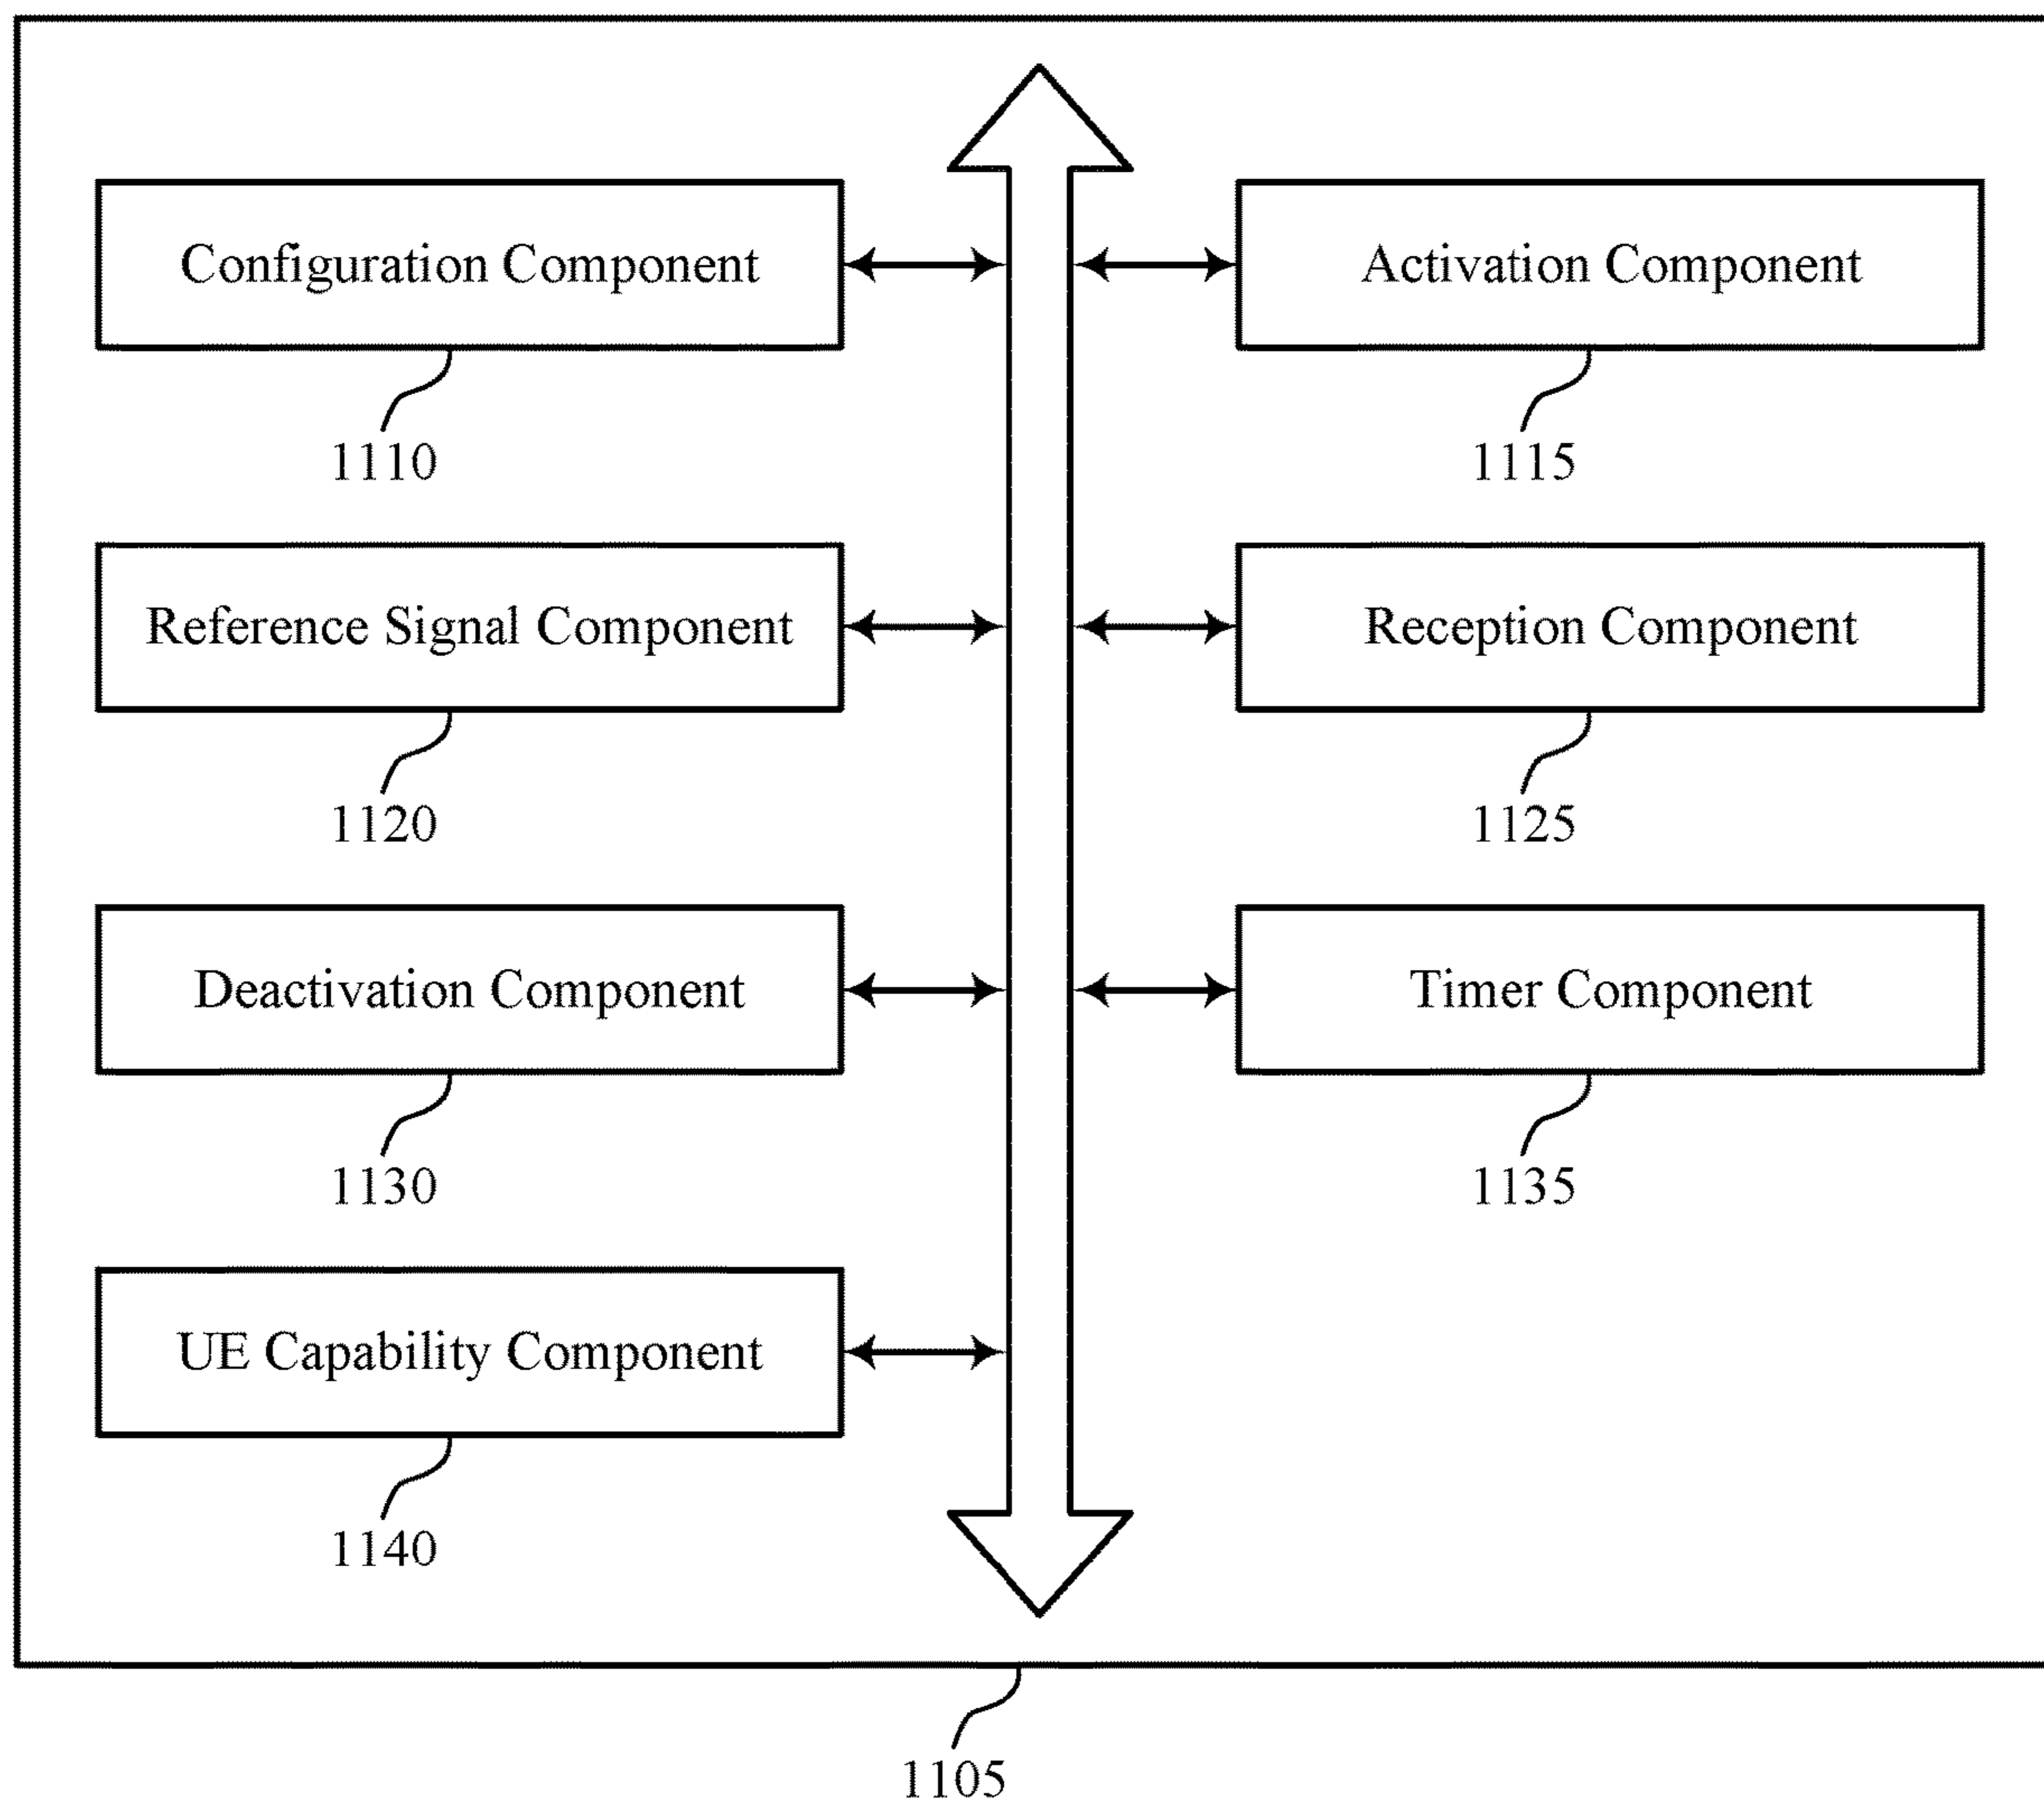 Configuration Component
Activation Component
1110
1115
Reference Signal Component
Reception Component
1120
1125
Deactivation Component
Timer Component
1130
1135
UE Capability Component
1140
1105